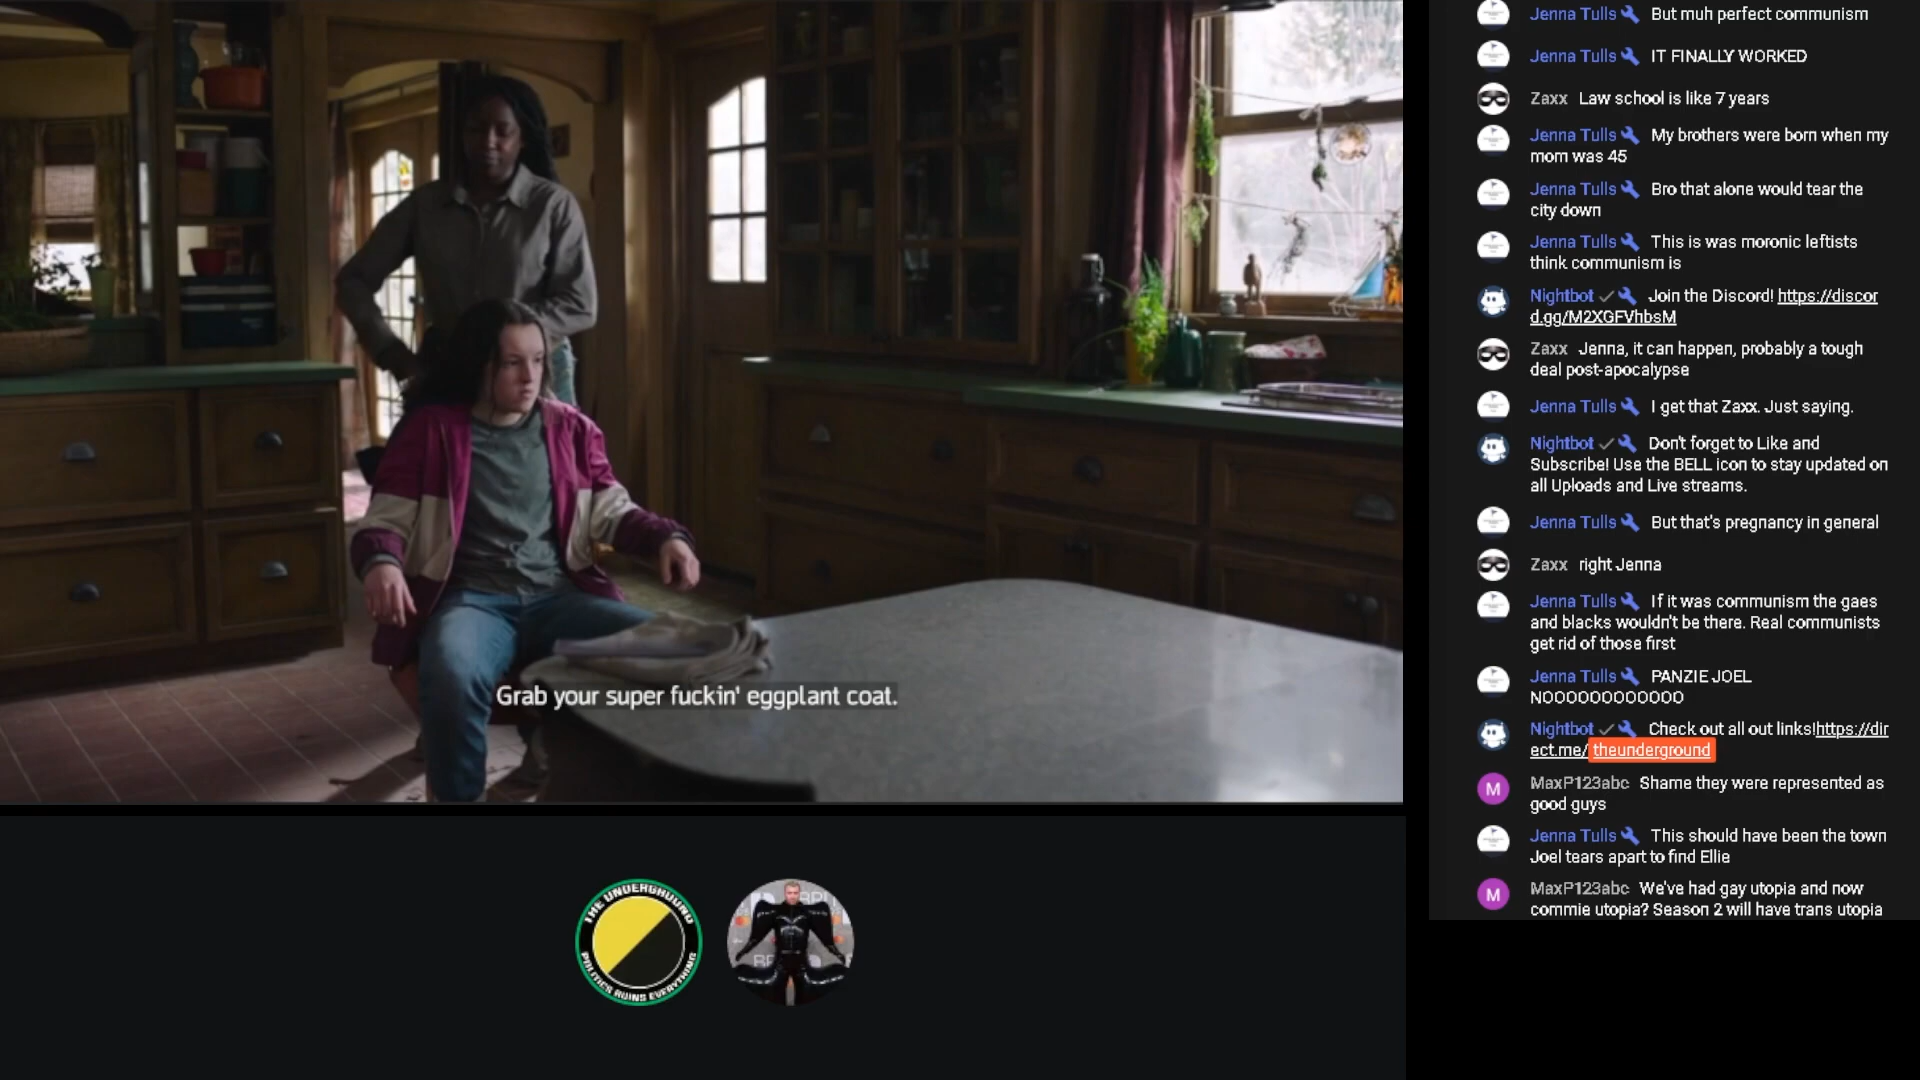 Grab your super fuckin' eggplant coat.
THE UNDERGROUND
POLITICS RUINS EVERYTHING
Jenna Tulls But muh perfect communism
Jenna Tulls IT FINALLY WORKED
Zaxx Law school is like 7 years
Jenna Tulls My brothers were born when my
mom was 45
Jenna Tulls Bro that alone would tear the
city down
Jenna Tulls This is was moronic leftists
think communism is
Nightbot Join the Discord! https://discor
d.gg/M2XGFVhbsM
Zaxx Jenna, it can happen, probably a tough
deal post-apocalypse
Jenna Tulls I get that Zaxx. Just saying.
Nightbot Don't forget to Like and
Subscribe! Use the BELL icon to stay updated on
all Uploads and Live streams.
Jenna Tulls But that's pregnancy in general
Zaxx right Jenna
Jenna Tulls If it was communism the gaes
and blacks wouldn't be there. Real communists
get rid of those first
Jenna Tulls PANZIE JOEL
NOOOOOOOOOOOO
Nightbot Check out all out links!https://dir
ect.me/theunderground
M
MaxP123abc Shame they were represented as
good guys
Jenna Tulls This should have been the town
Joel tears apart to find Ellie
M
MaxP123abc We've had gay utopia and now
commie utopia? Season 2 will have trans utopia